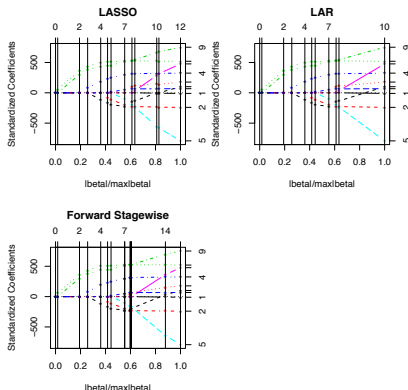 LASSO
0 2 4 6 7 10 12
Standardized Coefficients
−500 0 500
9
4
1
2
5
0.0 0.2 0.4 0.6 0.8 1.0
|beta|/max|beta|
LAR
0 2 4 6 7 10
Standardized Coefficients
−500 0 500
9
4
1
2
5
0.0 0.2 0.4 0.6 0.8 1.0
|beta|/max|beta|
Forward Stagewise
0 2 4 7 14
Standardized Coefficients
−500 0 500
9
4
1
2
5
0.0 0.2 0.4 0.6 0.8 1.0
|beta|/max|beta|